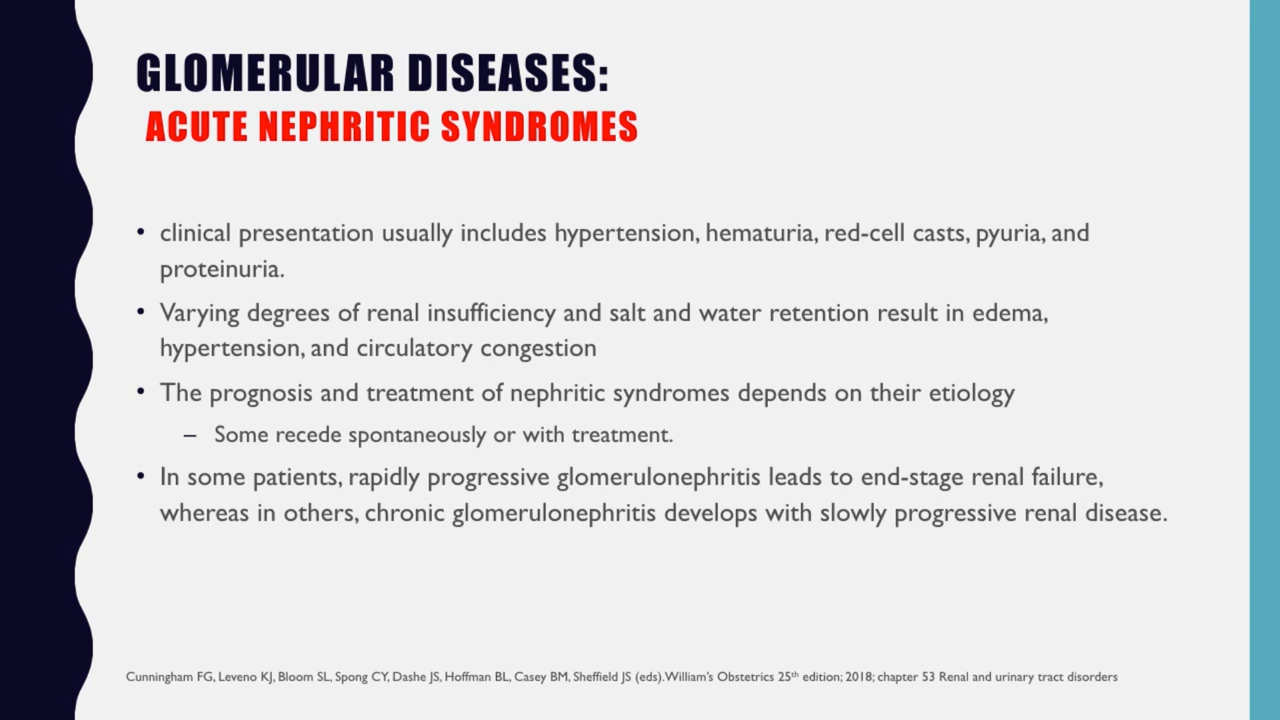 GLOMERULAR DISEASES:
ACUTE NEPHRITIC SYNDROMES
• clinical presentation usually includes hypertension, hematuria, red-cell casts, pyuria, and
proteinuria.
• Varying degrees of renal insufficiency and salt and water retention result in edema,
hypertension, and circulatory congestion
• The prognosis and treatment of nephritic syndromes depends on their etiology
– Some recede spontaneously or with treatment.
• In some patients, rapidly progressive glomerulonephritis leads to end-stage renal failure,
whereas in others, chronic glomerulonephritis develops with slowly progressive renal disease.
Cunningham FG, Leveno KJ, Bloom SL, Spong CY, Dashe JS, Hoffman BL, Casey BM, Sheffield JS (eds).William's Obstetrics 25th edition; 2018; chapter 53 Renal and urinary tract disorders